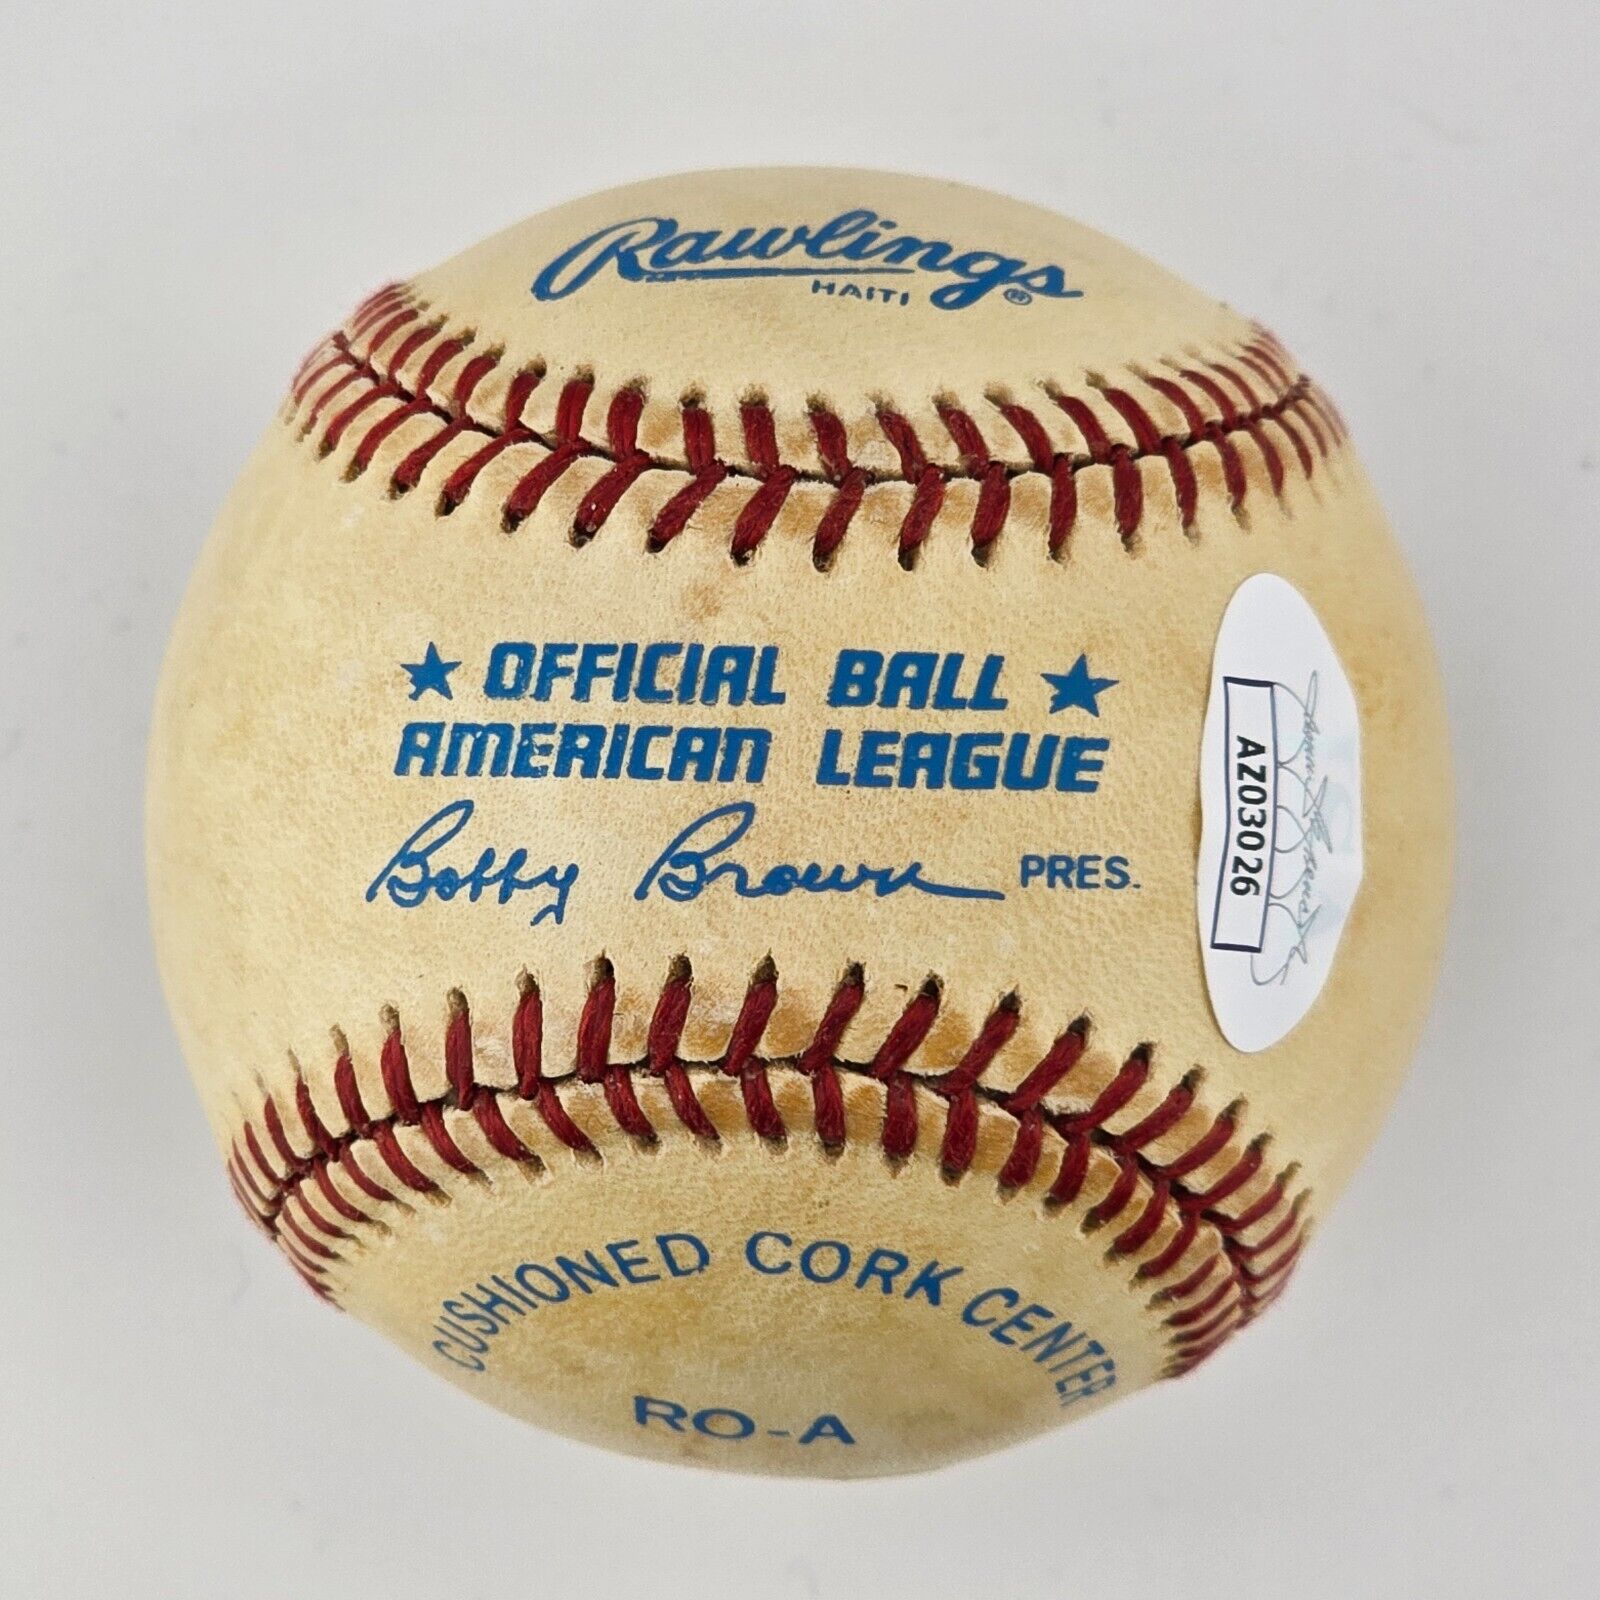 Rawlings®
HAITI
★ OFFICIAL BALL ★
AMERICAN LEAGUE
Bobby Brown PRES.
AZ03026
CUSHIONED CORK CENTER
RO-A